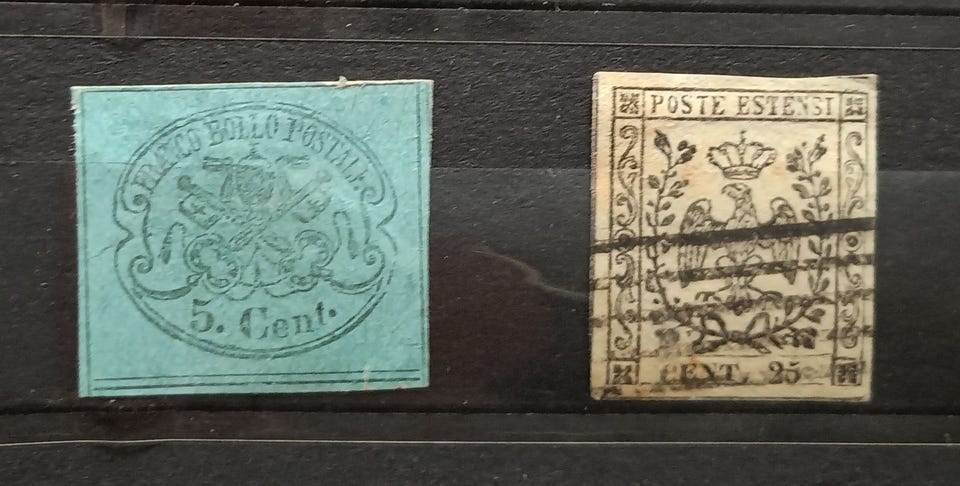 FRANCO BOLLO POSTALE
5. Cent.
POSTE ESTENSI
CENT. 25